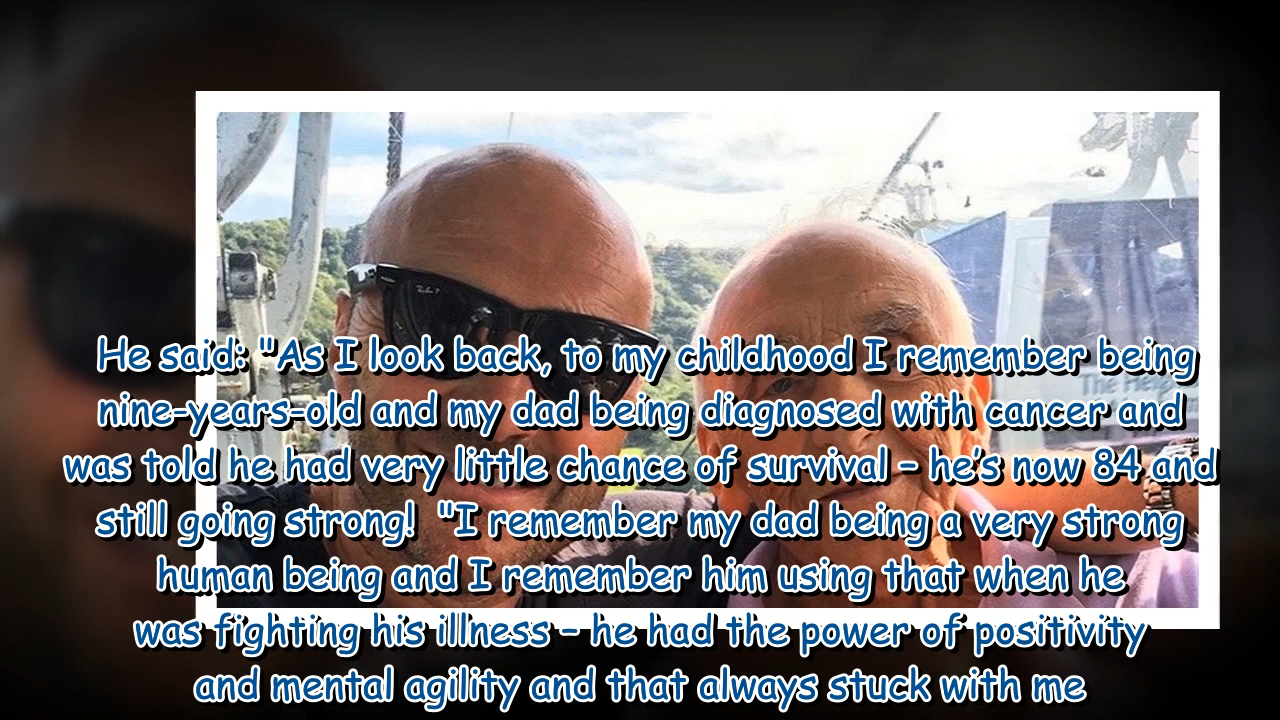 Ray-Ban
He said: "As I look back, to my childhood I remember being
nine-years-old and my dad being diagnosed with cancer and
was told he had very little chance of survival – he’s now 84 and
still going strong!  "I remember my dad being a very strong
human being and I remember him using that when he
was fighting his illness – he had the power of positivity
and mental agility and that always stuck with me